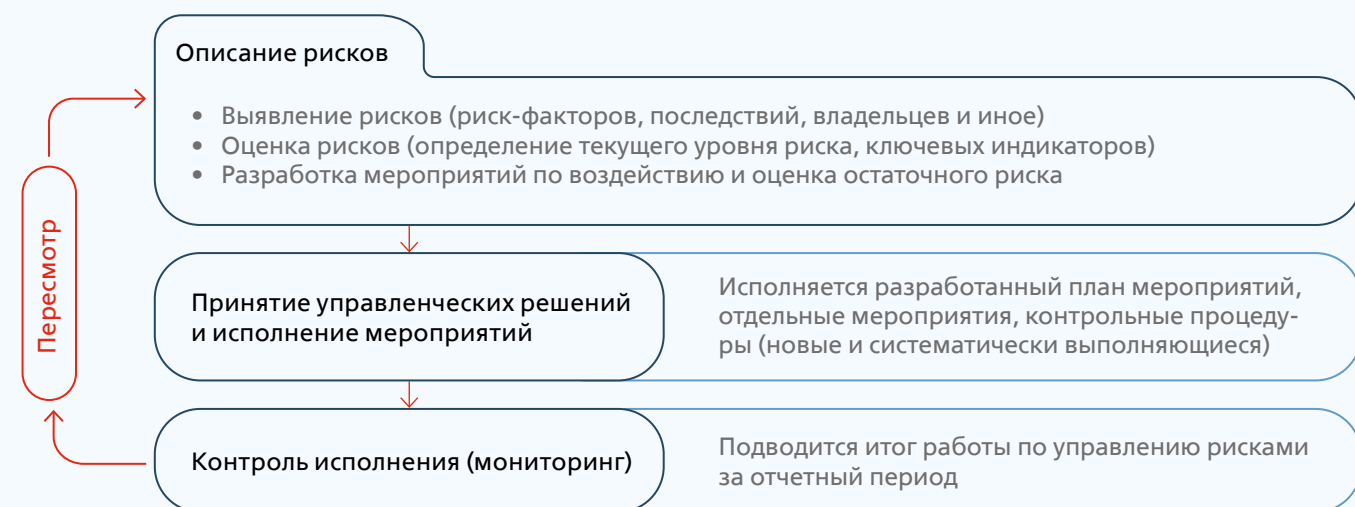 Описание рисков
• Выявление рисков (риск-факторов, последствий, владельцев и иное)
• Оценка рисков (определение текущего уровня риска, ключевых индикаторов)
• Разработка мероприятий по воздействию и оценка остаточного риска
Пересмотр
Принятие управленческих решений
и исполнение мероприятий
Исполняется разработанный план мероприятий,
отдельные мероприятия, контрольные процеду-
ры (новые и систематически выполняющиеся)
Контроль исполнения (мониторинг)
Подводится итог работы по управлению рисками
за отчетный период